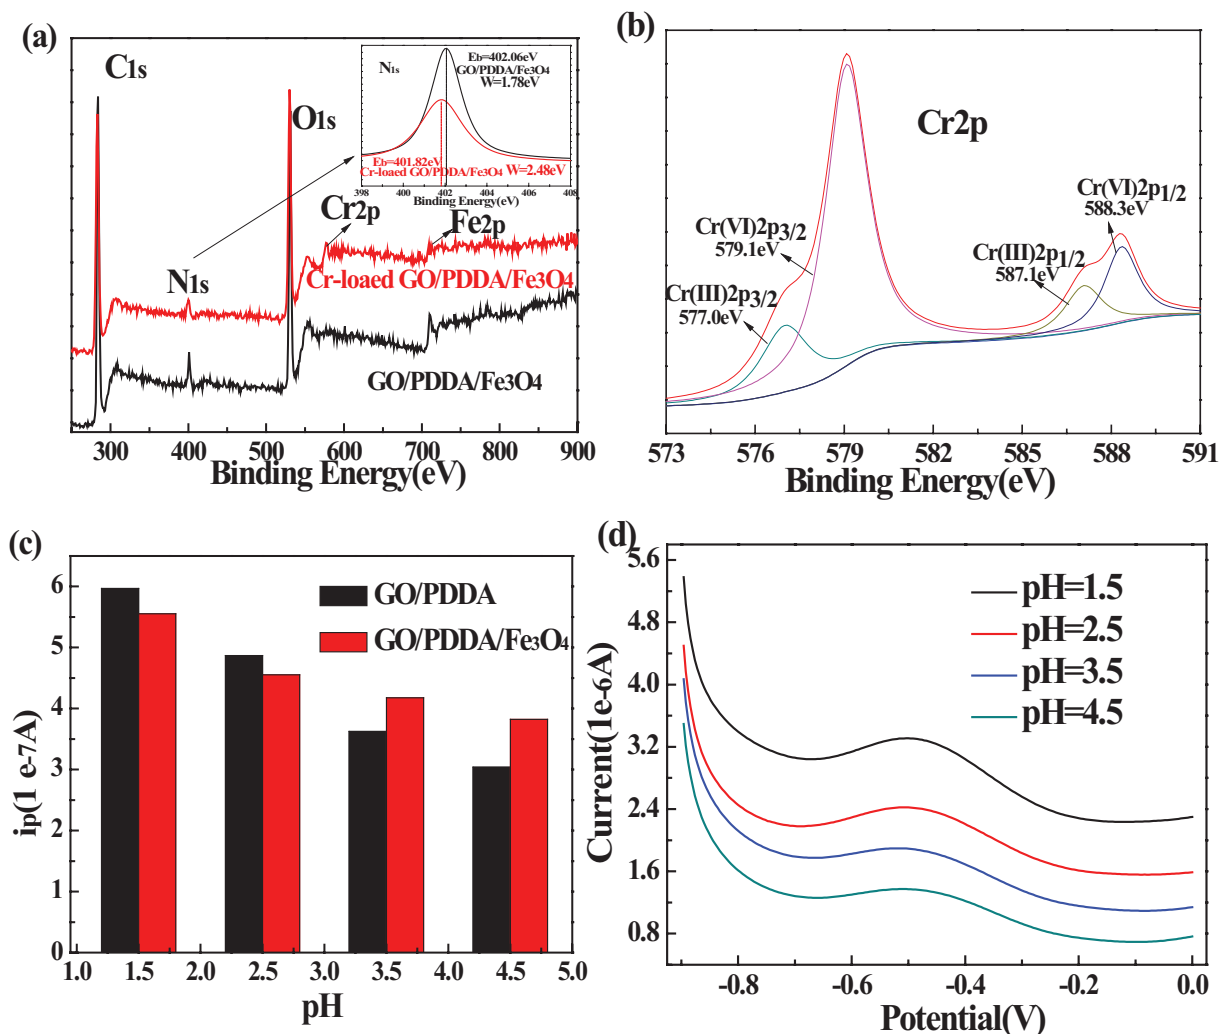 (a)
C1s
O1s
N1s
Eb=402.06eV
GO/PDDA/Fe3O4
W=1.78eV
Eb=401.82eV
Cr-loaed GO/PDDA/Fe3O4 W=2.48eV
398 400 402 404 406 408
Binding Energy(eV)
Cr2p
Fe2p
N1s
Cr-loaed GO/PDDA/Fe3O4
GO/PDDA/Fe3O4
300 400 500 600 700 800 900
Binding Energy(eV)
(b)
Cr2p
Cr(VI)2p1/2
588.3eV
Cr(VI)2p3/2
579.1eV
Cr(III)2p1/2
587.1eV
Cr(III)2p3/2
577.0eV
573 576 579 582 585 588 591
Binding Energy(eV)
(c)
GO/PDDA
GO/PDDA/Fe3O4
6
5
4
3
2
1
0
ip(1 e-7A)
1.0 1.5 2.0 2.5 3.0 3.5 4.0 4.5 5.0
pH
(d)
pH=1.5
pH=2.5
pH=3.5
pH=4.5
5.6
4.8
4.0
3.2
2.4
1.6
0.8
Current(1e-6A)
-0.8 -0.6 -0.4 -0.2 0.0
Potential(V)